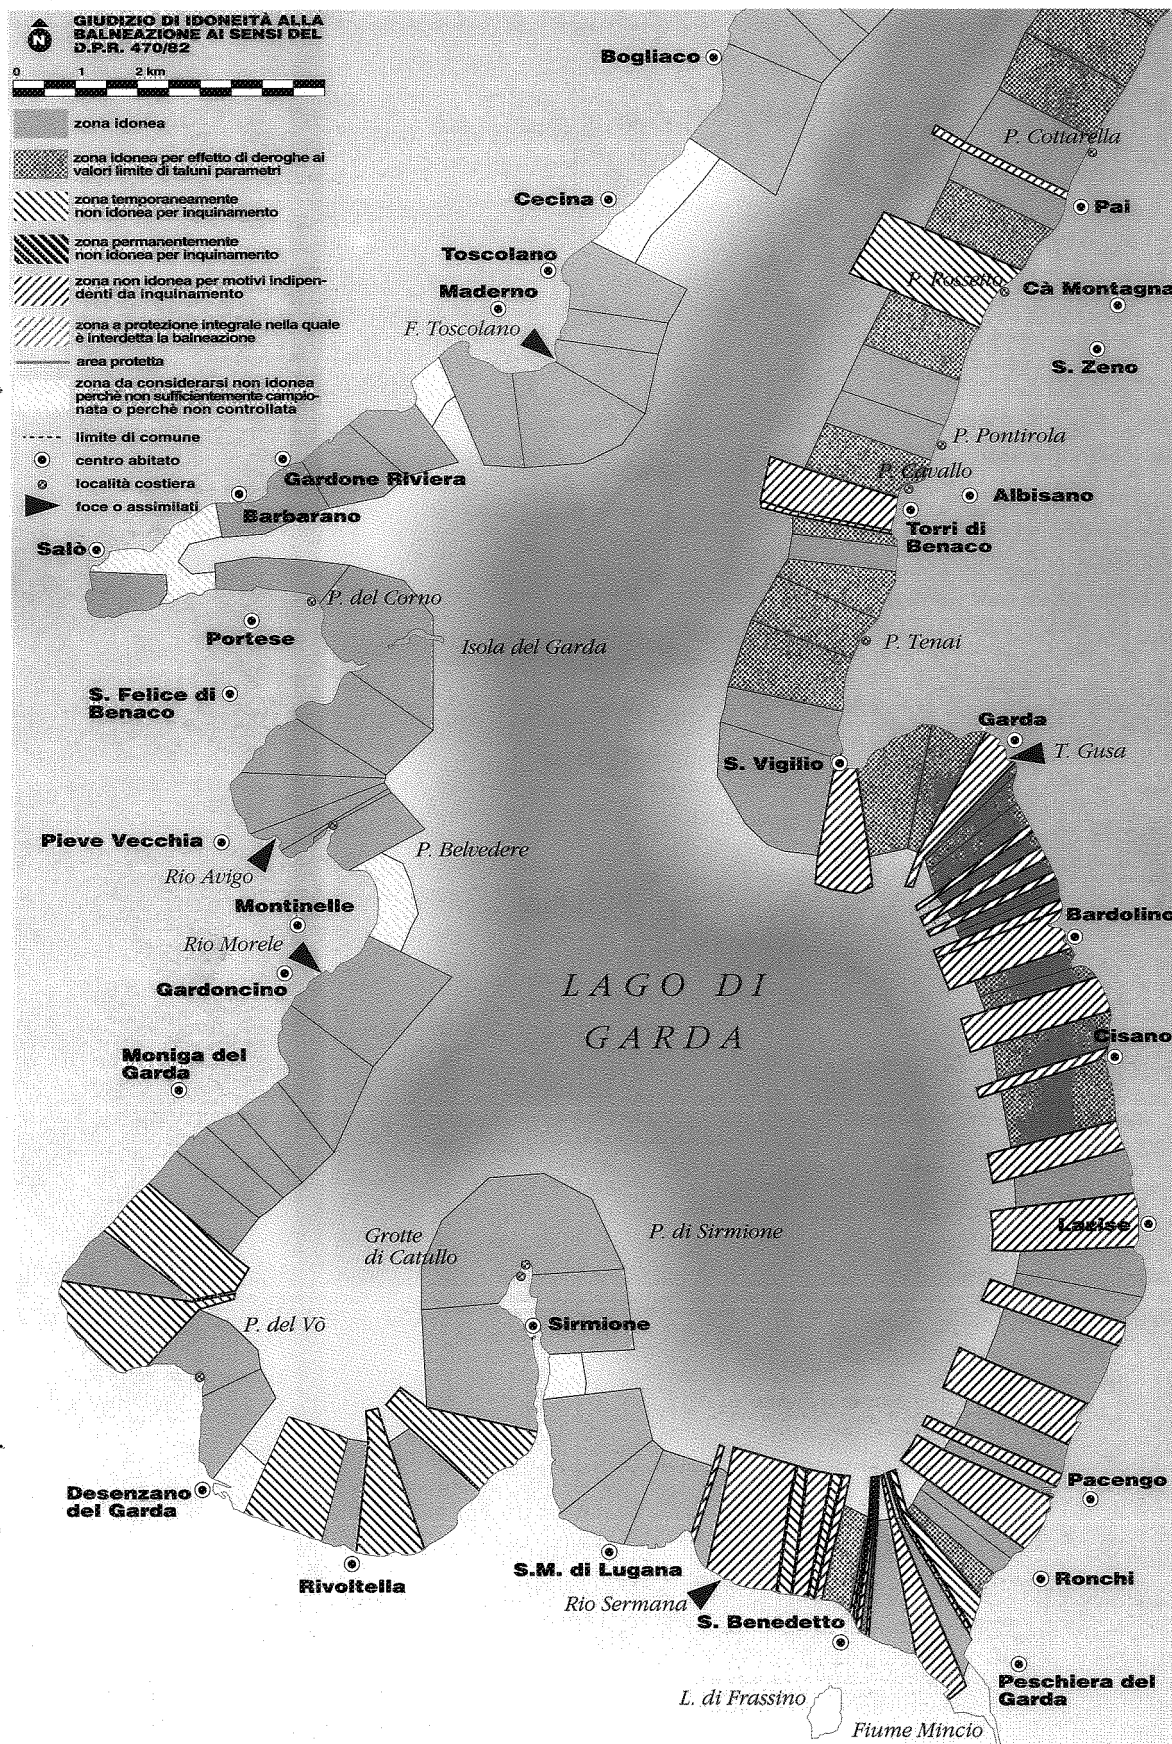 GIUDIZIO DI IDONEITÀ ALLA
BALNEAZIONE AI SENSI DEL
D.P.R. 470/82
N
0 1 2 km
zona idonea
zona idonea per effetto di deroghe ai
valori limite di taluni parametri
zona temporaneamente
non idonea per inquinamento
zona permanentemente
non idonea per inquinamento
zona non idonea per motivi indipen-
denti da inquinamento
zona a protezione integrale nella quale
è interdetta la balneazione
area protetta
zona da considerarsi non idonea
perchè non sufficientemente campio-
nata o perchè non controllata
limite di comune
centro abitato
località costiera
foce o assimilati
Bogliaco
P. Cottarella
Cecina
Pai
Toscolano
P. Rossetto
Cà Montagna
Maderno
F. Toscolano
S. Zeno
P. Pontirola
P. Cavallo
Gardone Riviera
Albisano
Barbarano
Torri di
Benaco
Salò
P. del Corno
Portese
Isola del Garda
P. Tenai
S. Felice di
Benaco
Garda
T. Gusa
S. Vigilio
Pieve Vecchia
P. Belvedere
Rio Avigo
Montinelle
Bardolino
Rio Morele
Gardoncino
LAGO DI
GARDA
Cisano
Moniga del
Garda
Grotte
di Catullo
P. di Sirmione
Lazise
P. del Vò
Sirmione
Pacengo
Desenzano
del Garda
S.M. di Lugana
Rivoltella
Ronchi
Rio Sermana
S. Benedetto
Peschiera del
Garda
L. di Frassino
Fiume Mincio